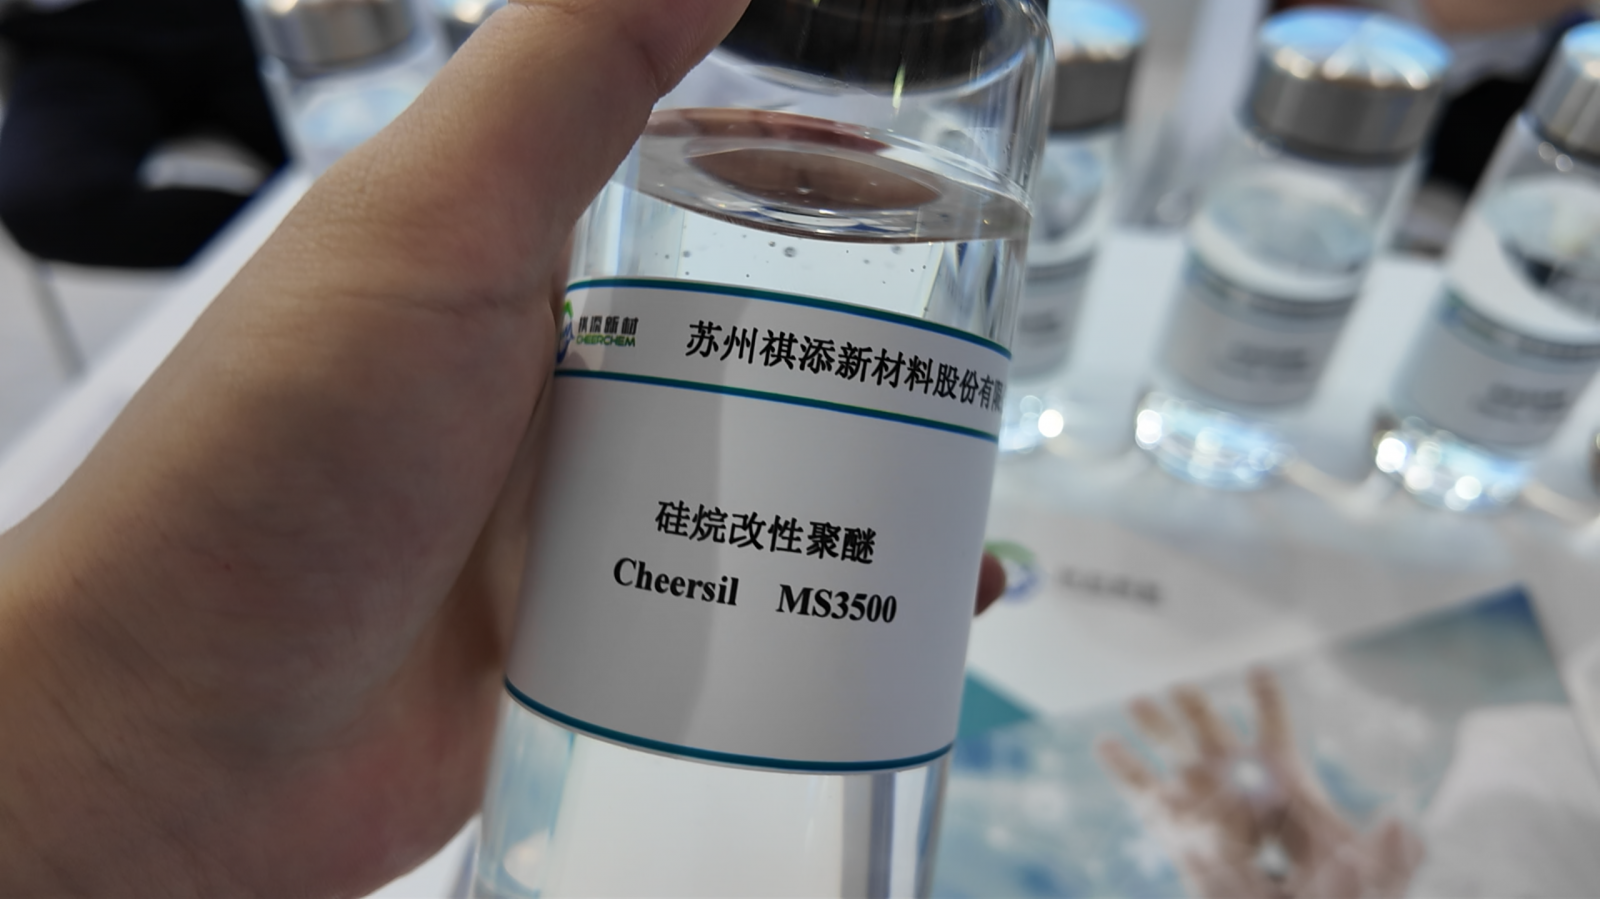 祺添新材
CHEERCHEM
苏州祺添新材料股份有限
硅烷改性聚醚
Cheersil MS3500